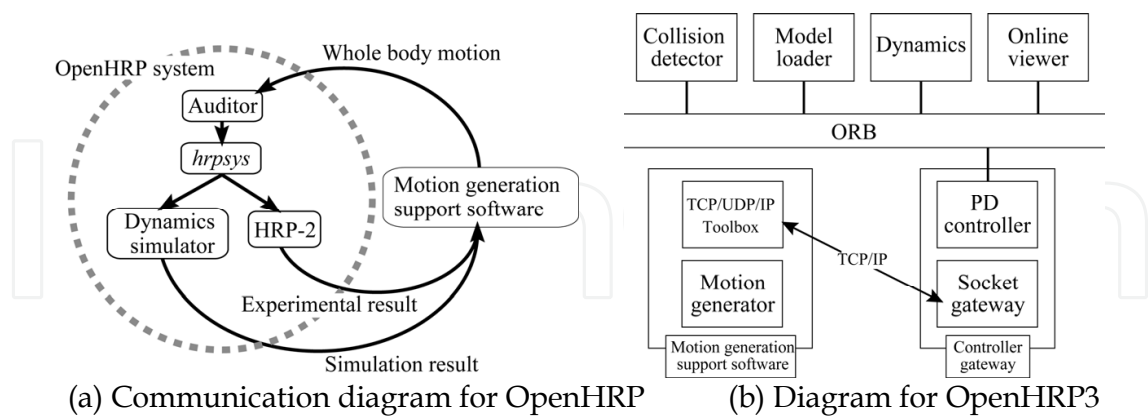 Whole body motion
OpenHRP system
Auditor
hrpsys
Dynamics
simulator
HRP-2
Motion generation
support software
Experimental result
Simulation result
(a) Communication diagram for OpenHRP
Collision
detector
Model
loader
Dynamics
Online
viewer
ORB
TCP/UDP/IP
Toolbox
Motion
generator
Motion generation
support software
TCP/IP
PD
controller
Socket
gateway
Controller
gateway
(b) Diagram for OpenHRP3